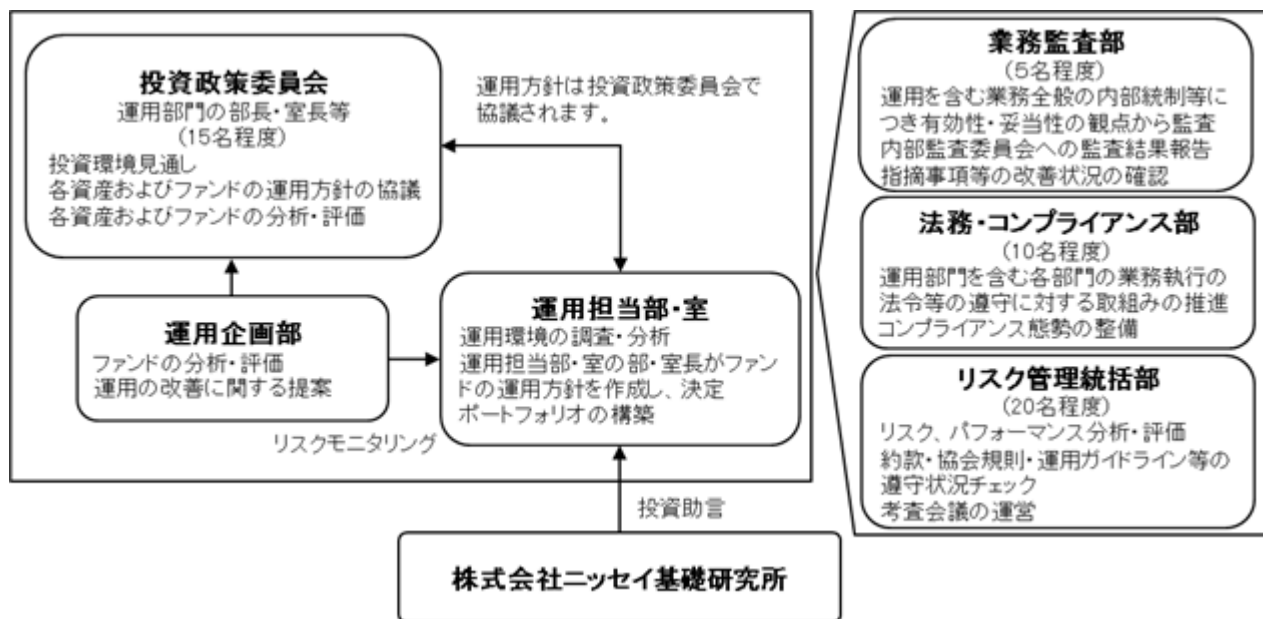 投資政策委員会
運用部門の部長・室長等
(15名程度)
投資環境見通し
各資産およびファンドの運用方針の協議
各資産およびファンドの分析・評価
運用方針は投資政策委員会で
協議されます。
運用企画部
ファンドの分析・評価
運用の改善に関する提案
リスクモニタリング
運用担当部・室
運用環境の調査・分析
運用担当部・室の部・室長がファン
ドの運用方針を作成し、決定
ポートフォリオの構築
投資助言
株式会社ニッセイ基礎研究所
業務監査部
(5名程度)
運用を含む業務全般の内部統制等に
つき有効性・妥当性の観点から監査
内部監査委員会への監査結果報告
指摘事項等の改善状況の確認
法務・コンプライアンス部
(10名程度)
運用部門を含む各部門の業務執行の
法令等の遵守に対する取組みの推進
コンプライアンス態勢の整備
リスク管理統括部
(20名程度)
リスク、パフォーマンス分析・評価
約款・協会規則・運用ガイドライン等の
遵守状況チェック
考査会議の運営